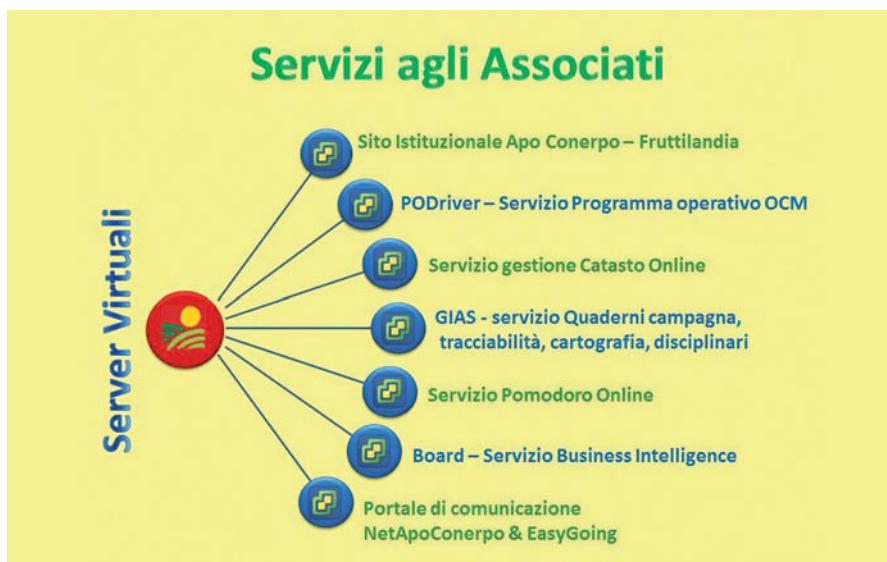 Servizi agli Associati
Server Virtuali
Sito Istituzionale Apo Conerpo – Fruttilandia
PODriver – Servizio Programma operativo OCM
Servizio gestione Catasto Online
GIAS - servizio Quaderni campagna,
tracciabilità, cartografia, disciplinari
Servizio Pomodoro Online
Board – Servizio Business Intelligence
Portale di comunicazione
NetApoConerpo & EasyGoing